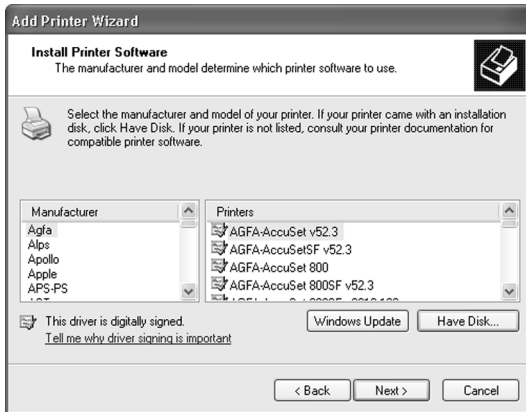 Add Printer Wizard
Install Printer Software
The manufacturer and model determine which printer software to use.
Select the manufacturer and model of your printer. If your printer came with an installation
disk, click Have Disk. If your printer is not listed, consult your printer documentation for
compatible printer software.
Manufacturer
Agfa
Alps
Apollo
Apple
APS-PS
Printers
AGFA-AccuSet v52.3
AGFA-AccuSetSF v52.3
AGFA-AccuSet 800
AGFA-AccuSet 800SF v52.3
This driver is digitally signed.
Tell me why driver signing is important
Windows Update
Have Disk...
< Back
Next >
Cancel